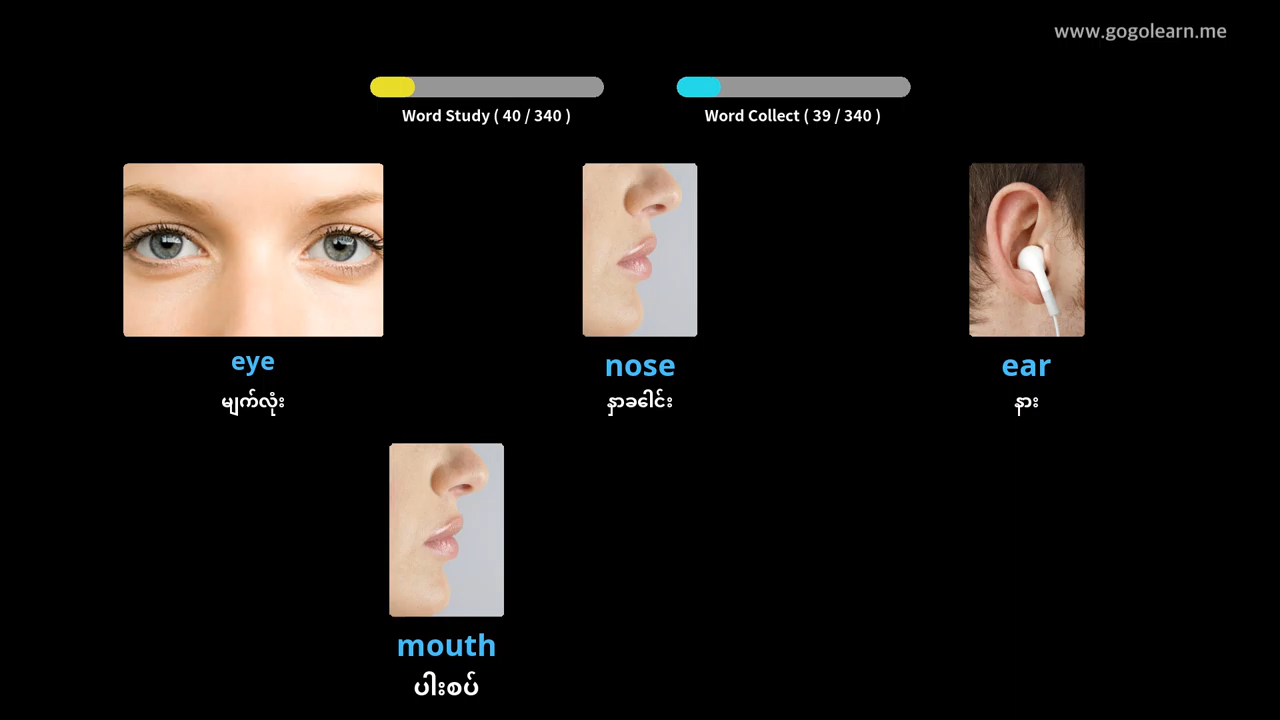 www.gogolearn.me
Word Study ( 40 / 340 )
Word Collect ( 39 / 340 )
eye
nose
ear
မျက်လုံး
နှာခေါင်း
နား
mouth
ပါးစပ်